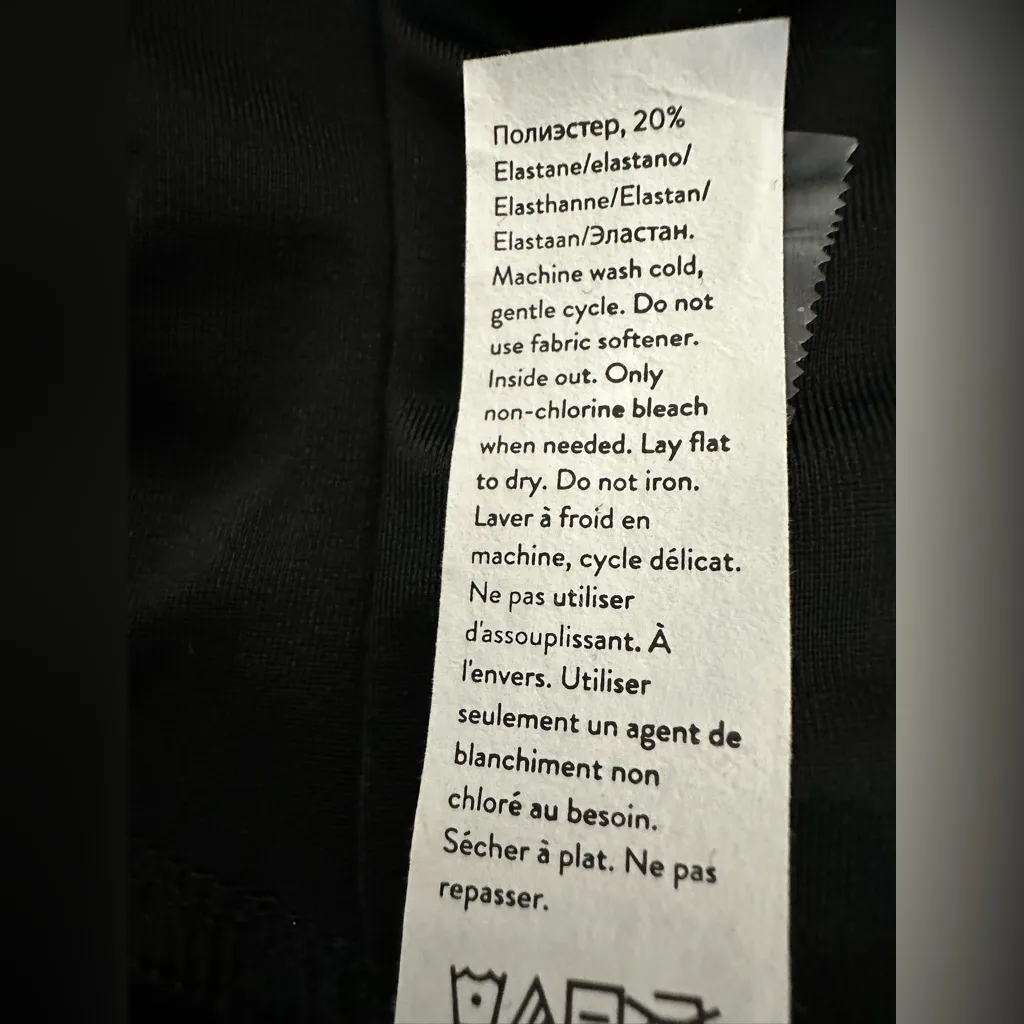 Полиэстер, 20%
Elastane/elastano/
Elasthanne/Elastan/
Elastaan/Эластан.
Machine wash cold,
gentle cycle. Do not
use fabric softener.
Inside out. Only
non-chlorine bleach
when needed. Lay flat
to dry. Do not iron.
Laver à froid en
machine, cycle délicat.
Ne pas utiliser
d'assouplissant. À
l'envers. Utiliser
seulement un agent de
blanchiment non
chloré au besoin.
Sécher à plat. Ne pas
repasser.